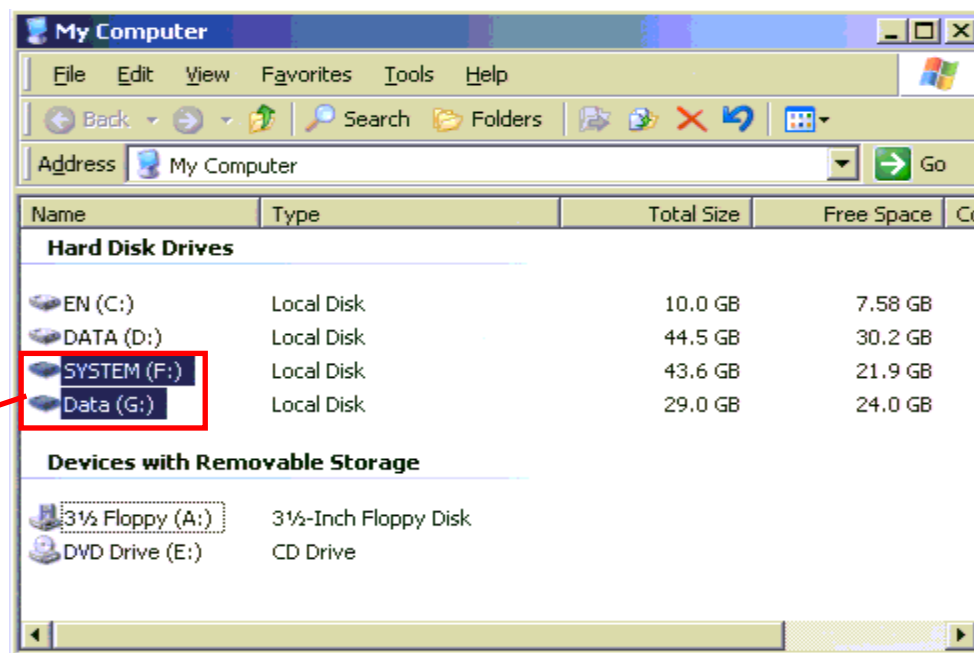 My Computer
File Edit View Favorites Tools Help
Back Search Folders
Address My Computer Go
Name Type Total Size Free Space
Hard Disk Drives
EN (C:) Local Disk 10.0 GB 7.58 GB
DATA (D:) Local Disk 44.5 GB 30.2 GB
SYSTEM (F:) Local Disk 43.6 GB 21.9 GB
Data (G:) Local Disk 29.0 GB 24.0 GB
Devices with Removable Storage
3½ Floppy (A:) 3½-Inch Floppy Disk
DVD Drive (E:) CD Drive